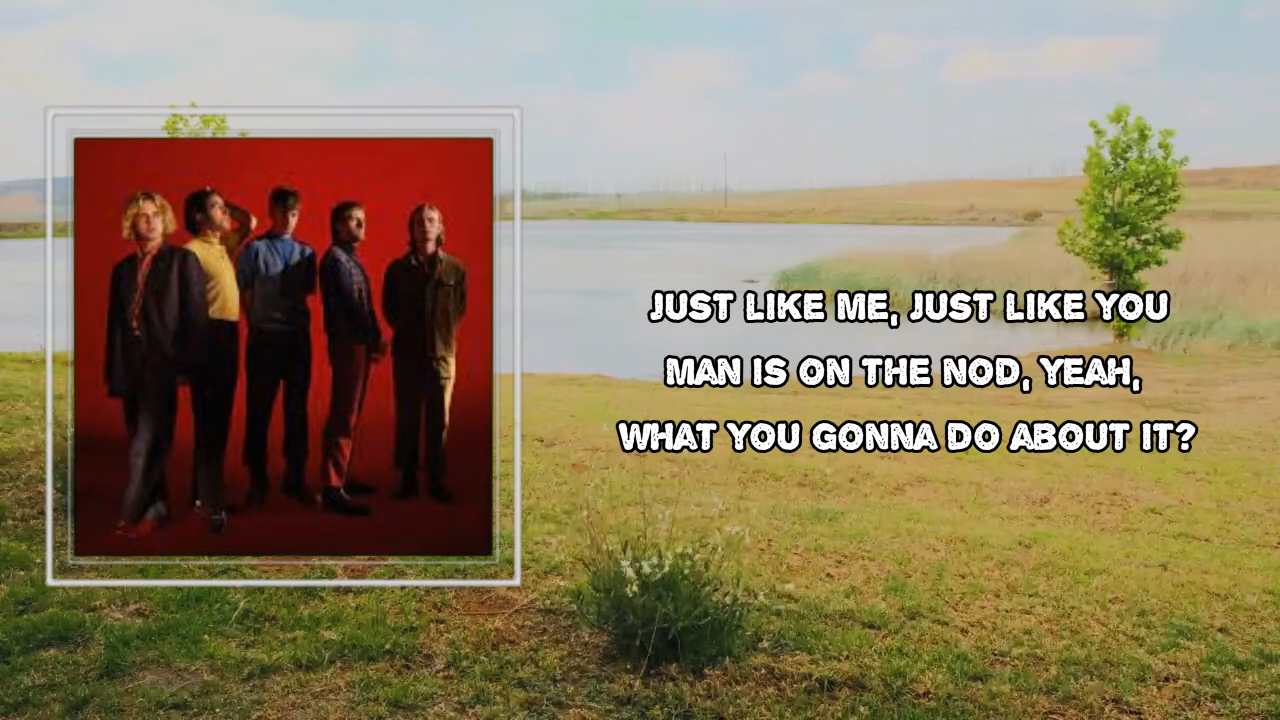 JUST LIKE ME, JUST LIKE YOU
MAN IS ON THE NOD, YEAH,
WHAT YOU GONNA DO ABOUT IT?